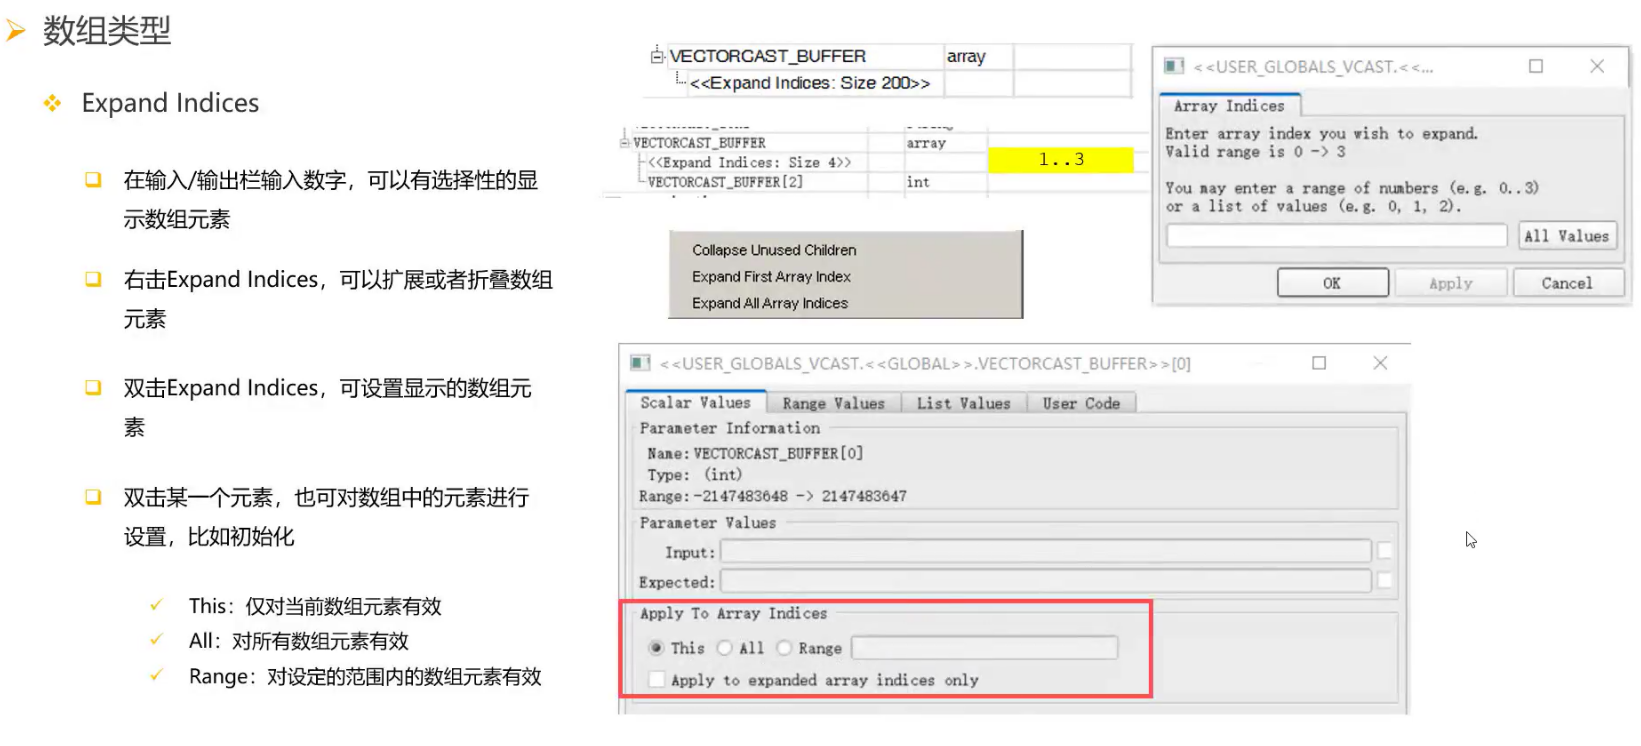 数组类型
Expand Indices
在输入/输出栏输入数字，可以有选择性的显
示数组元素
右击Expand Indices，可以扩展或者折叠数组
元素
双击Expand Indices，可设置显示的数组元
素
双击某一个元素，也可对数组中的元素进行
设置，比如初始化
This：仅对当前数组元素有效
All：对所有数组元素有效
Range：对设定的范围内的数组元素有效
VECTORCAST_BUFFER array
<<Expand Indices: Size 200>>
VECTORCAST_BUFFER array
<<Expand Indices: Size 4>> 1..3
VECTORCAST_BUFFER[2] int
Collapse Unused Children
Expand First Array Index
Expand All Array Indices
<<USER_GLOBALS_VCAST.<<...
Array Indices
Enter array index you wish to expand.
Valid range is 0 -> 3
You may enter a range of numbers (e.g. 0..3)
or a list of values (e.g. 0, 1, 2).
All Values
OK Apply Cancel
<<USER_GLOBALS_VCAST.<<GLOBAL>>.VECTORCAST_BUFFER>>[0]
Scalar Values Range Values List Values User Code
Parameter Information
Name: VECTORCAST_BUFFER[0]
Type: (int)
Range: -2147483648 -> 2147483647
Parameter Values
Input:
Expected:
Apply To Array Indices
This All Range
Apply to expanded array indices only